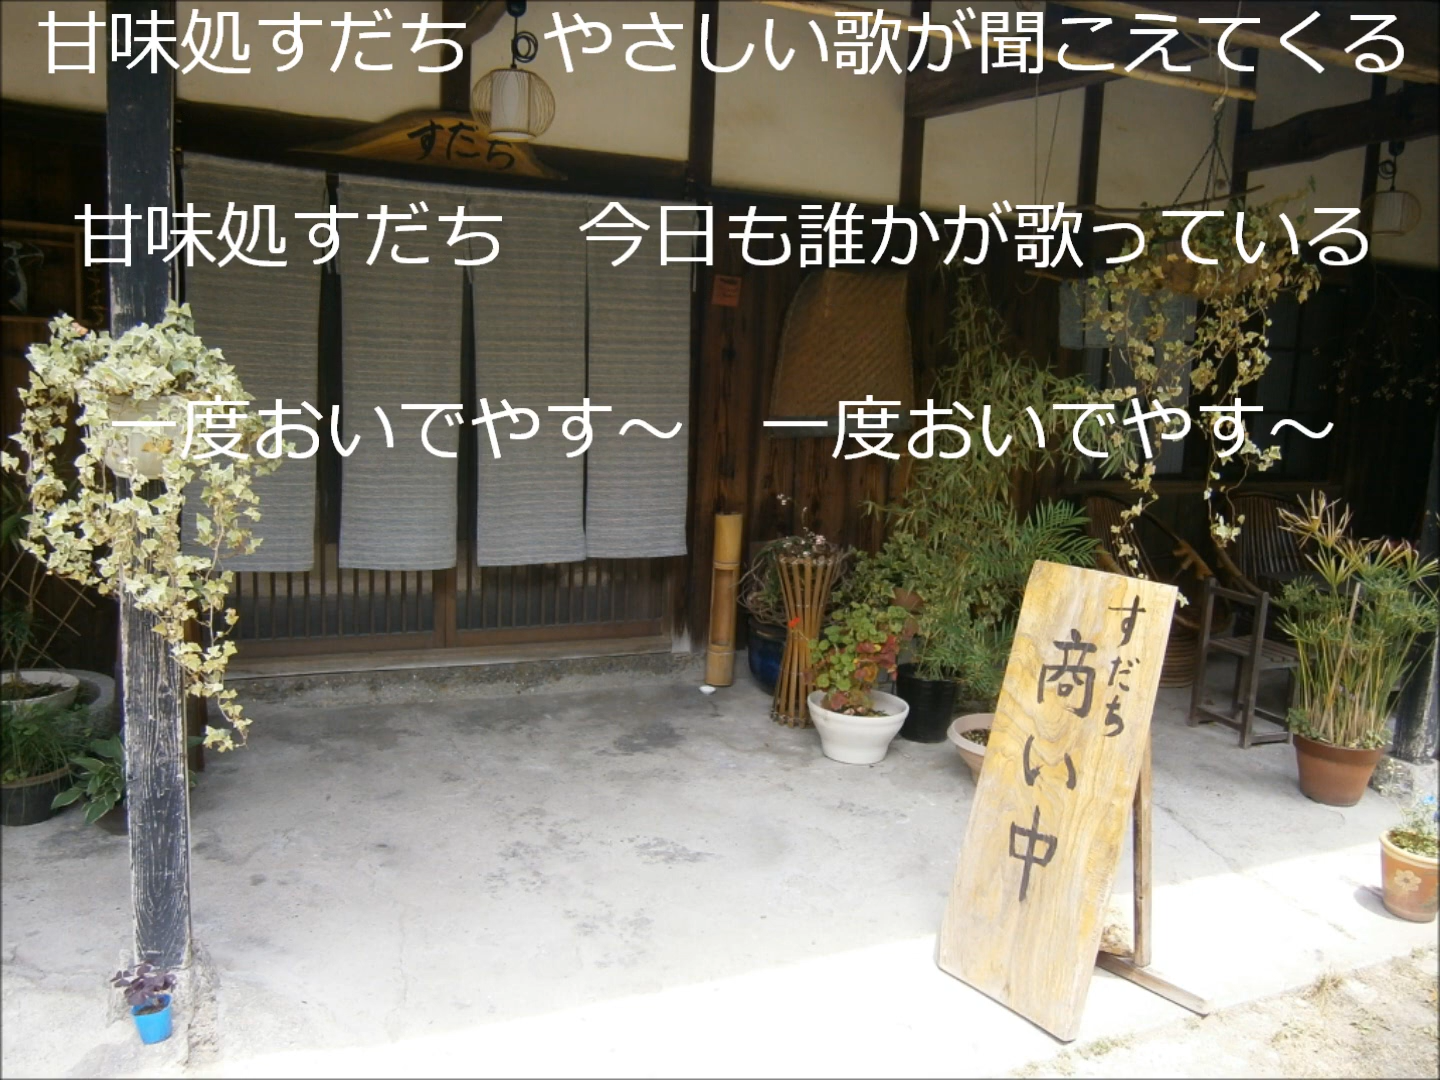 甘味処すだち　やさしい歌が聞こえてくる
すだち
甘味処すだち　今日も誰かが歌っている
一度おいでやす～　一度おいでやす～
すだち
商い中